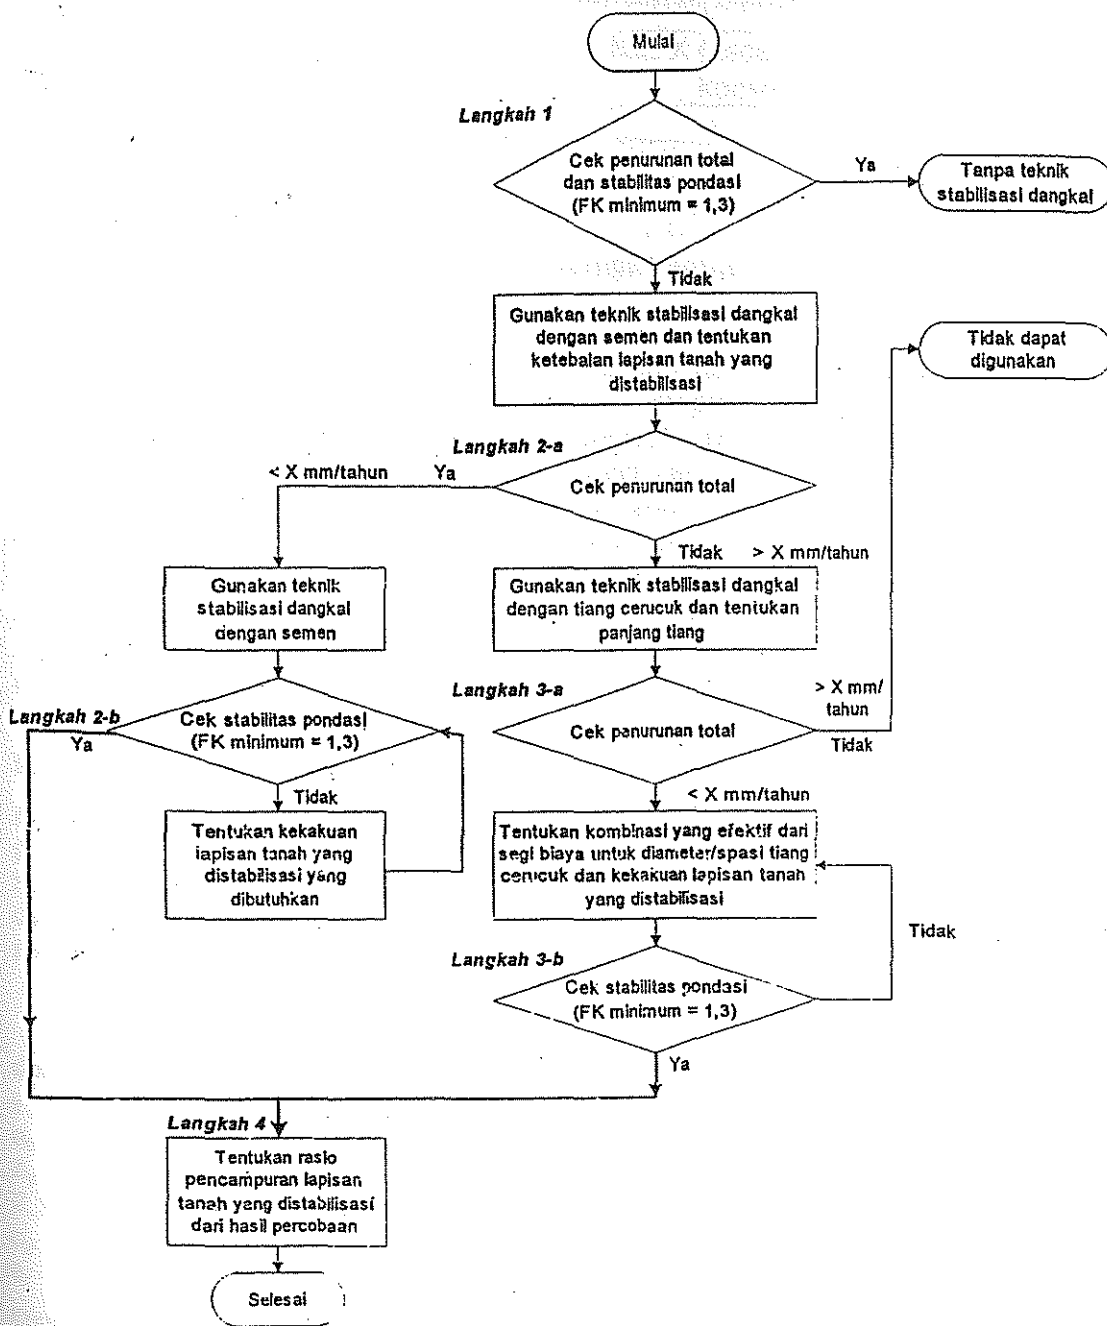 Mulai
Langkah 1
Cek penurunan total
dan stabilitas pondasi
(FK minimum = 1,3)
Ya
Tanpa teknik
stabilisasi dangkal
Tidak
Gunakan teknik stabilisasi dangkal
dengan semen dan tentukan
ketebalan lapisan tanah yang
distabilisasi
Tidak dapat
digunakan
Langkah 2-a
< X mm/tahun
Ya
Cek penurunan total
Tidak
> X mm/tahun
Gunakan teknik
stabilisasi dangkal
dengan semen
Gunakan teknik stabilisasi dangkal
dengan tiang cerucuk dan tentukan
panjang tiang
Langkah 3-a
> X mm/
tahun
Cek penurunan total
Tidak
Langkah 2-b
Ya
Cek stabilitas pondasi
(FK minimum = 1,3)
Tidak
< X mm/tahun
Tentukan kekakuan
lapisan tanah yang
distabilisasi yang
dibutuhkan
Tentukan kombinasi yang efektif dari
segi biaya untuk diameter/spasi tiang
cerucuk dan kekakuan lapisan tanah
yang distabilisasi
Tidak
Langkah 3-b
Cek stabilitas pondasi
(FK minimum = 1,3)
Ya
Langkah 4
Tentukan rasio
pencampuran lapisan
tanah yang distabilisasi
dari hasil percobaan
Selesai